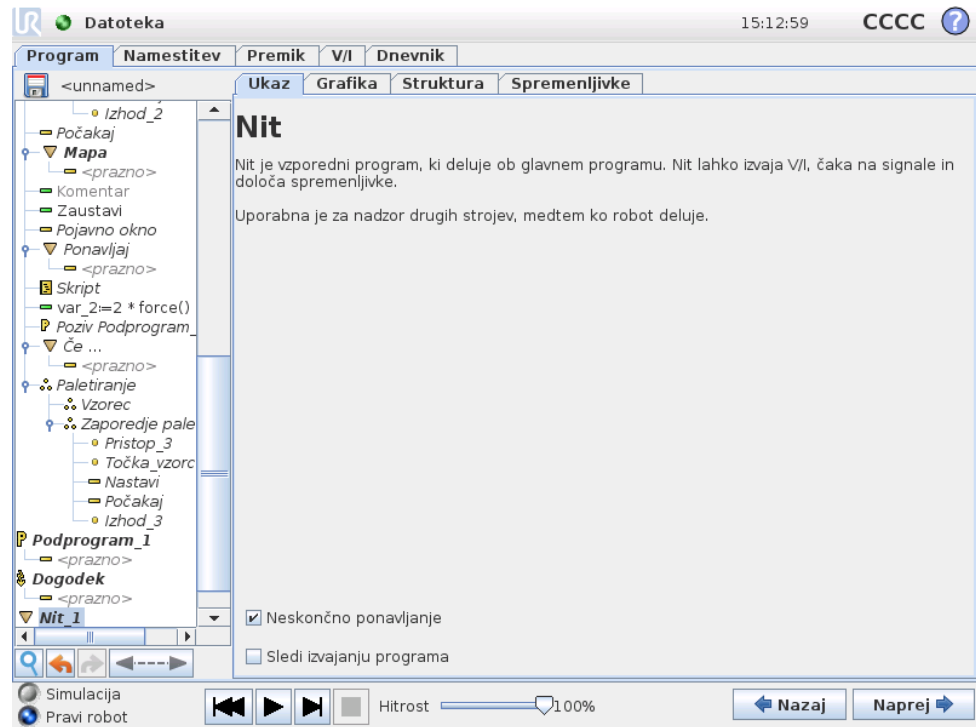 UR Datoteka 15:12:59 CCCC ?
Program Namestitev Premik V/I Dnevnik
<unnamed>
Ukaz Grafika Struktura Spremenljivke
Izhod_2
Počakaj
Mapa
<prazno>
Komentar
Zaustavi
Pojavno okno
Ponavljaj
<prazno>
Skript
var_2:=2 * force()
Poziv Podprogram_
Če ...
<prazno>
Paletiranje
Vzorec
Zaporedje pale
Pristop_3
Točka_vzorc
Nastavi
Počakaj
Izhod_3
Podprogram_1
<prazno>
Dogodek
<prazno>
Nit_1
Nit
Nit je vzporedni program, ki deluje ob glavnem programu. Nit lahko izvaja V/I, čaka na signale in
določa spremenljivke.
Uporabna je za nadzor drugih strojev, medtem ko robot deluje.
Neskončno ponavljanje
Sledi izvajanju programa
Simulacija
Pravi robot
Hitrost 100%
Nazaj Naprej